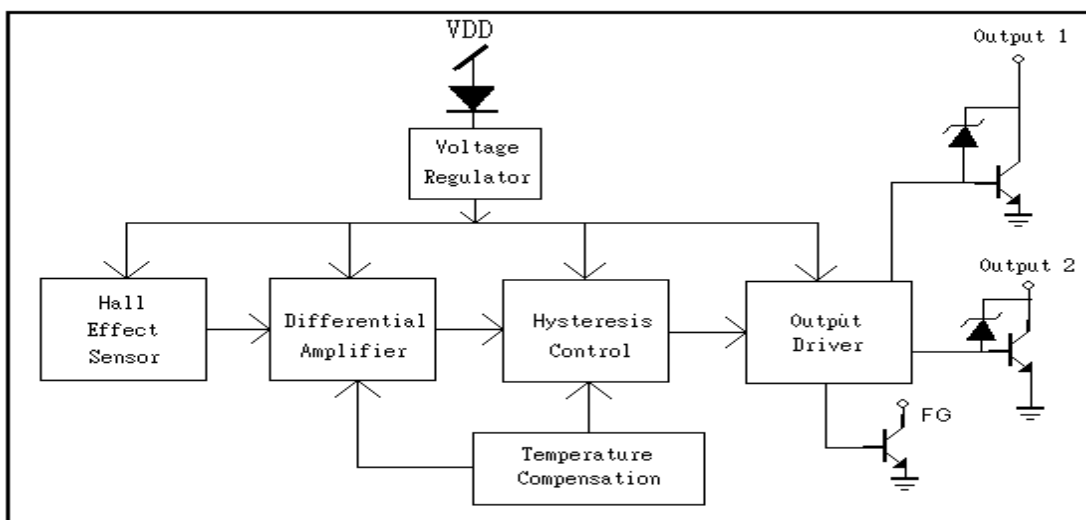 VDD
Output 1
Voltage
Regulator
Output 2
Hall
Effect
Sensor
Differential
Amplifier
Hysteresis
Control
Output
Driver
FG
Temperature
Compensation